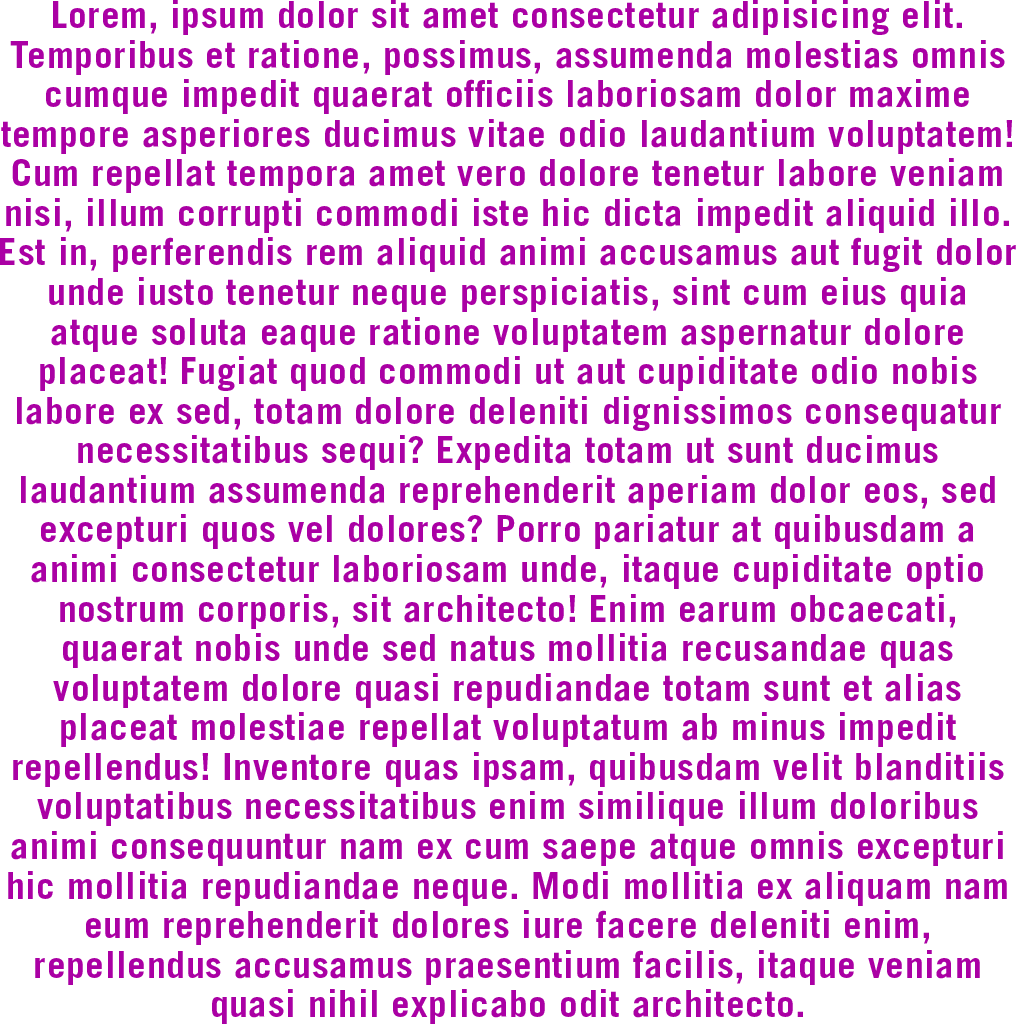 Lorem, ipsum dolor sit amet consectetur adipisicing elit.
Temporibus et ratione, possimus, assumenda molestias omnis
cumque impedit quaerat officiis laboriosam dolor maxime
tempore asperiores ducimus vitae odio laudantium voluptatem!
Cum repellat tempora amet vero dolore tenetur labore veniam
nisi, illum corrupti commodi iste hic dicta impedit aliquid illo.
Est in, perferendis rem aliquid animi accusamus aut fugit dolor
unde iusto tenetur neque perspiciatis, sint cum eius quia
atque soluta eaque ratione voluptatem aspernatur dolore
placeat! Fugiat quod commodi ut aut cupiditate odio nobis
labore ex sed, totam dolore deleniti dignissimos consequatur
necessitatibus sequi? Expedita totam ut sunt ducimus
laudantium assumenda reprehenderit aperiam dolor eos, sed
excepturi quos vel dolores? Porro pariatur at quibusdam a
animi consectetur laboriosam unde, itaque cupiditate optio
nostrum corporis, sit architecto! Enim earum obcaecati,
quaerat nobis unde sed natus mollitia recusandae quas
voluptatem dolore quasi repudiandae totam sunt et alias
placeat molestiae repellat voluptatum ab minus impedit
repellendus! Inventore quas ipsam, quibusdam velit blanditiis
voluptatibus necessitatibus enim similique illum doloribus
animi consequuntur nam ex cum saepe atque omnis excepturi
hic mollitia repudiandae neque. Modi mollitia ex aliquam nam
eum reprehenderit dolores iure facere deleniti enim,
repellendus accusamus praesentium facilis, itaque veniam
quasi nihil explicabo odit architecto.